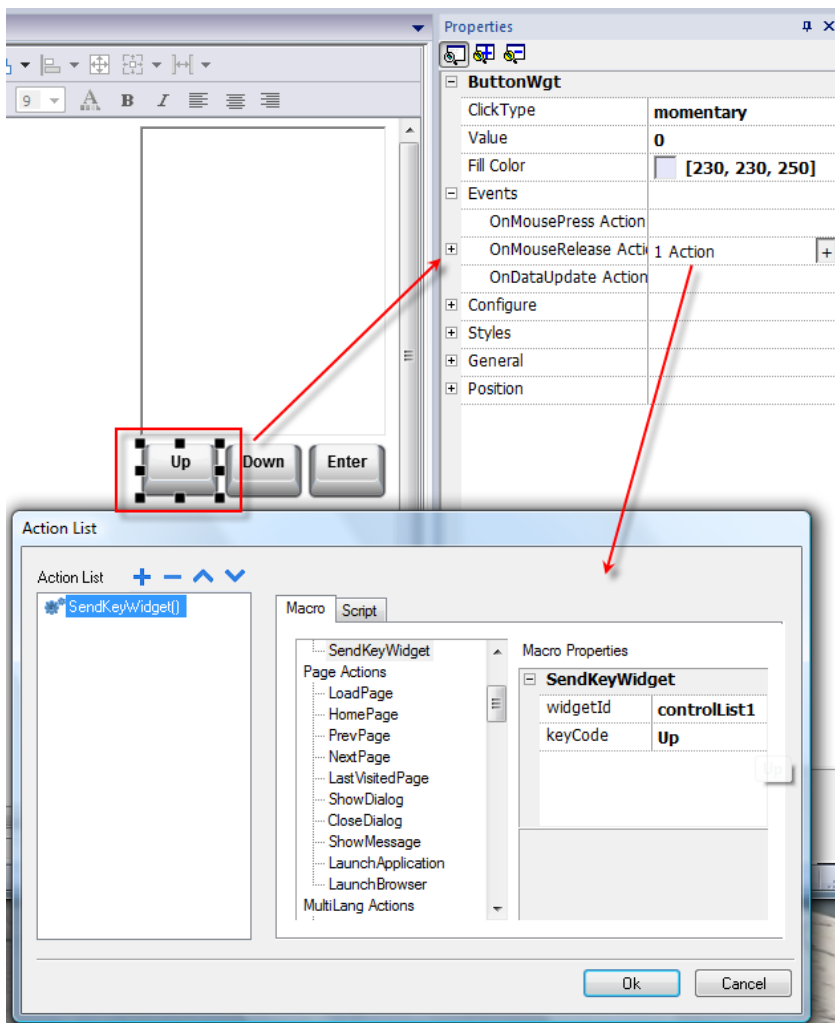 Properties
9 A B I
ButtonWgt
ClickType momentary
Value 0
Fill Color [230, 230, 250]
Events
OnMousePress Action
OnMouseRelease Acti 1 Action +
OnDataUpdate Action
Configure
Styles
General
Position
Up Down Enter
Action List
Action List
SendKeyWidget()
Macro Script
SendKeyWidget
Page Actions
LoadPage
HomePage
PrevPage
NextPage
LastVisitedPage
ShowDialog
CloseDialog
ShowMessage
LaunchApplication
LaunchBrowser
MultiLang Actions
Macro Properties
SendKeyWidget
widgetId controlList1
keyCode Up
Up
Ok Cancel